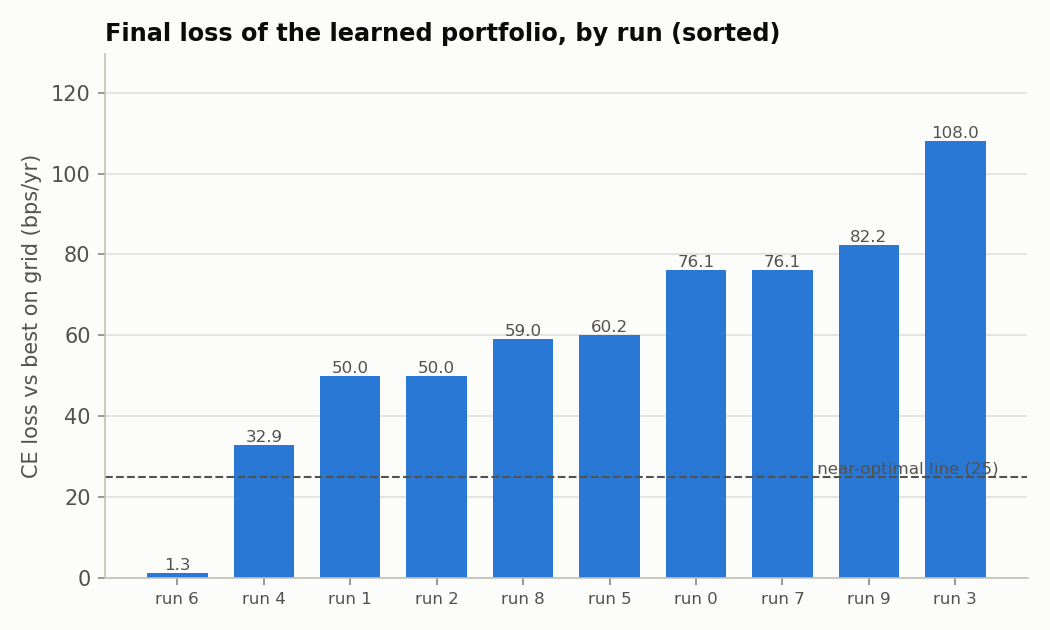 Final loss of the learned portfolio, by run (sorted)
CE loss vs best on grid (bps/yr)
120
100
80
60
40
20
0
1.3
32.9
50.0
50.0
59.0
60.2
76.1
76.1
82.2
108.0
near-optimal line (25)
run 6
run 4
run 1
run 2
run 8
run 5
run 0
run 7
run 9
run 3